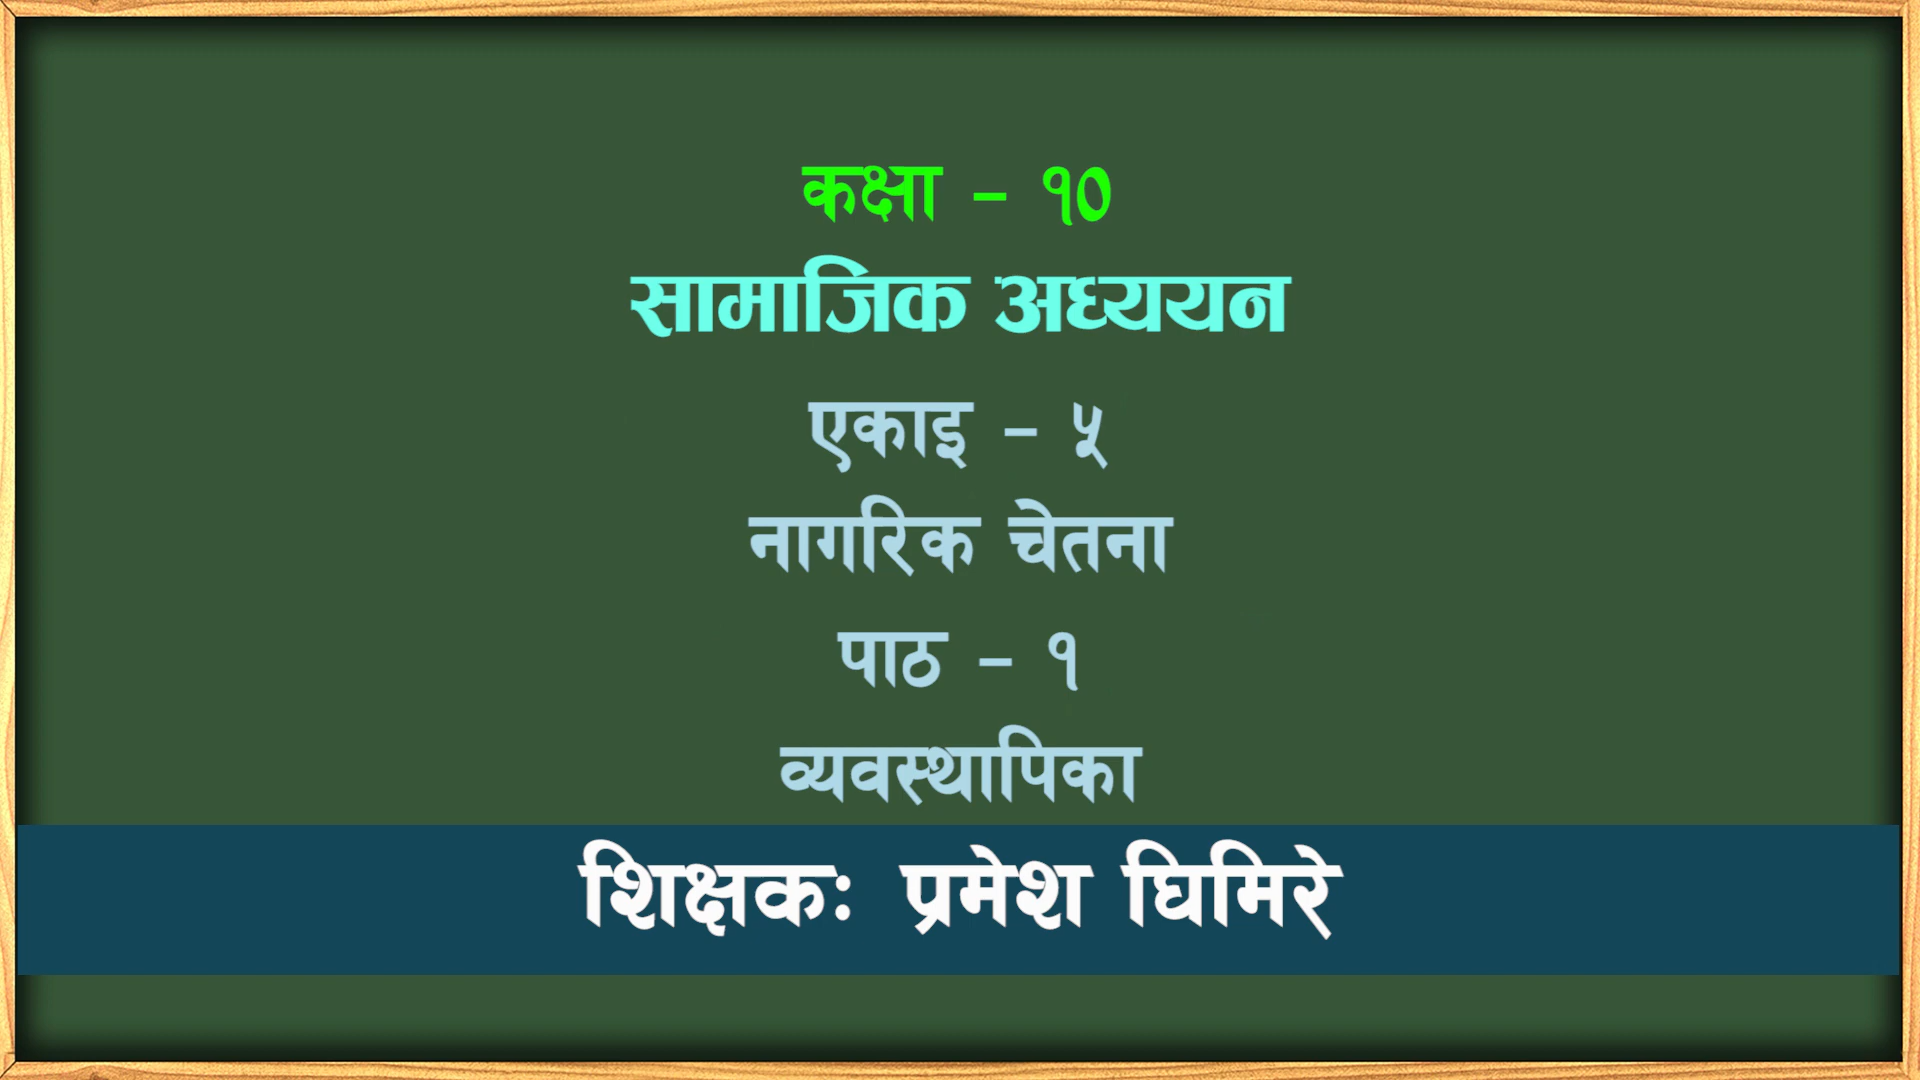 कक्षा – १०
सामाजिक अध्ययन
एकाइ – ५
नागरिक चेतना
पाठ – १
व्यवस्थापिका
शिक्षकः प्रमेश घिमिरे